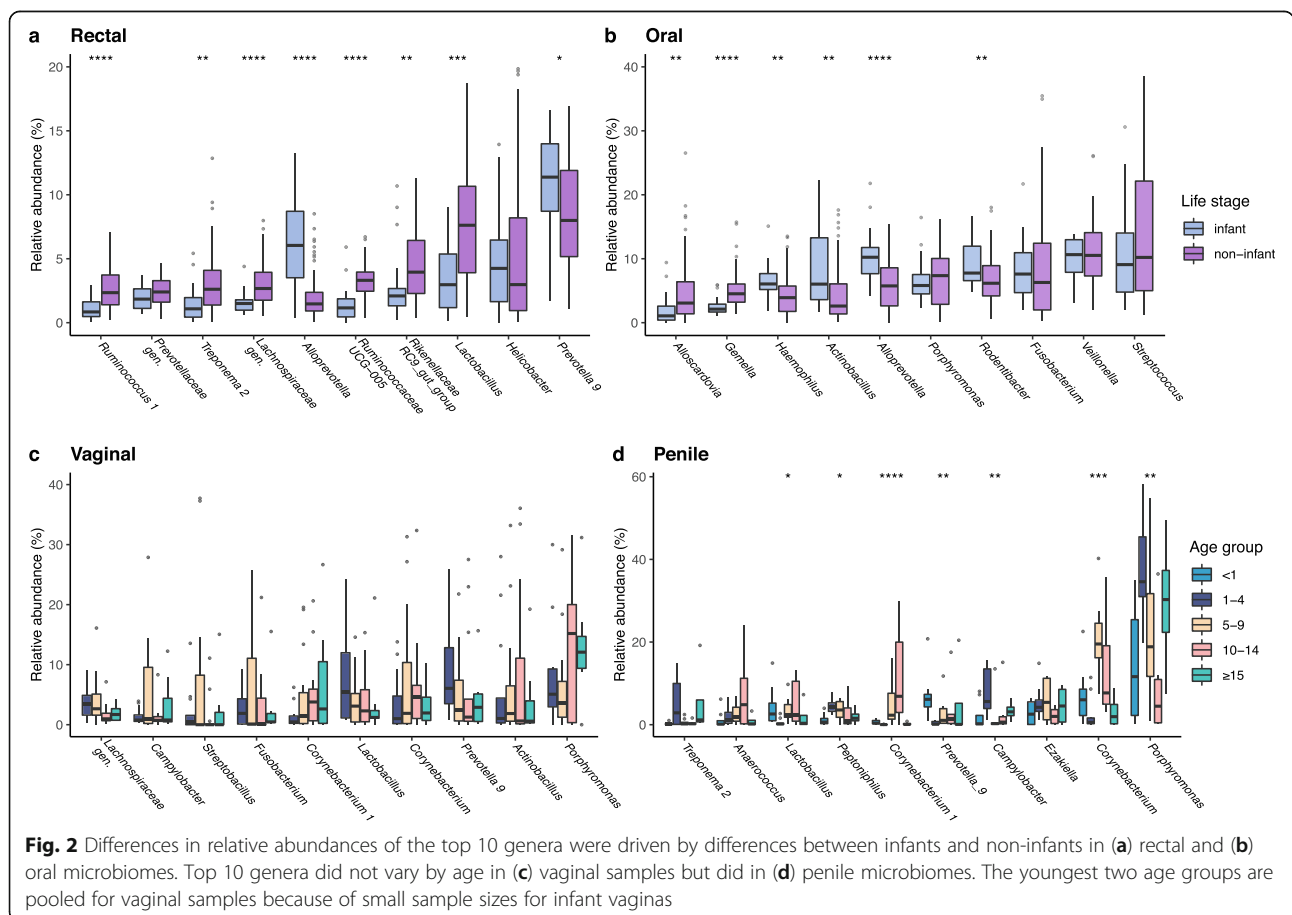 a Rectal
**** ** **** **** **** ** *** *
Relative abundance (%)
20
15
10
5
0
Ruminococcus 1
Prevotellaceae gen.
Treponema 2
Lachnospiraceae gen.
Alloprevotella
Ruminococcaceae UCG−005
Rikenellaceae RC9_gut_group
Lactobacillus
Helicobacter
Prevotella 9
b Oral
** **** ** ** **** **
Relative abundance (%)
40
30
20
10
0
Alloscardovia
Gemella
Haemophilus
Actinobacillus
Alloprevotella
Porphyromonas
Rodentibacter
Fusobacterium
Veillonella
Streptococcus
Life stage
infant
non−infant
c Vaginal
Relative abundance (%)
40
30
20
10
0
Lachnospiraceae gen.
Campylobacter
Streptobacillus
Fusobacterium
Corynebacterium 1
Lactobacillus
Corynebacterium
Prevotella 9
Actinobacillus
Porphyromonas
d Penile
* * **** ** ** *** **
Relative abundance (%)
60
40
20
0
Treponema 2
Anaerococcus
Lactobacillus
Peptoniphilus
Corynebacterium 1
Prevotella_9
Campylobacter
Ezakiella
Corynebacterium
Porphyromonas
Age group
<1
1−4
5−9
10−14
≥15
Fig. 2 Differences in relative abundances of the top 10 genera were driven by differences between infants and non-infants in (a) rectal and (b)
oral microbiomes. Top 10 genera did not vary by age in (c) vaginal samples but did in (d) penile microbiomes. The youngest two age groups are
pooled for vaginal samples because of small sample sizes for infant vaginas